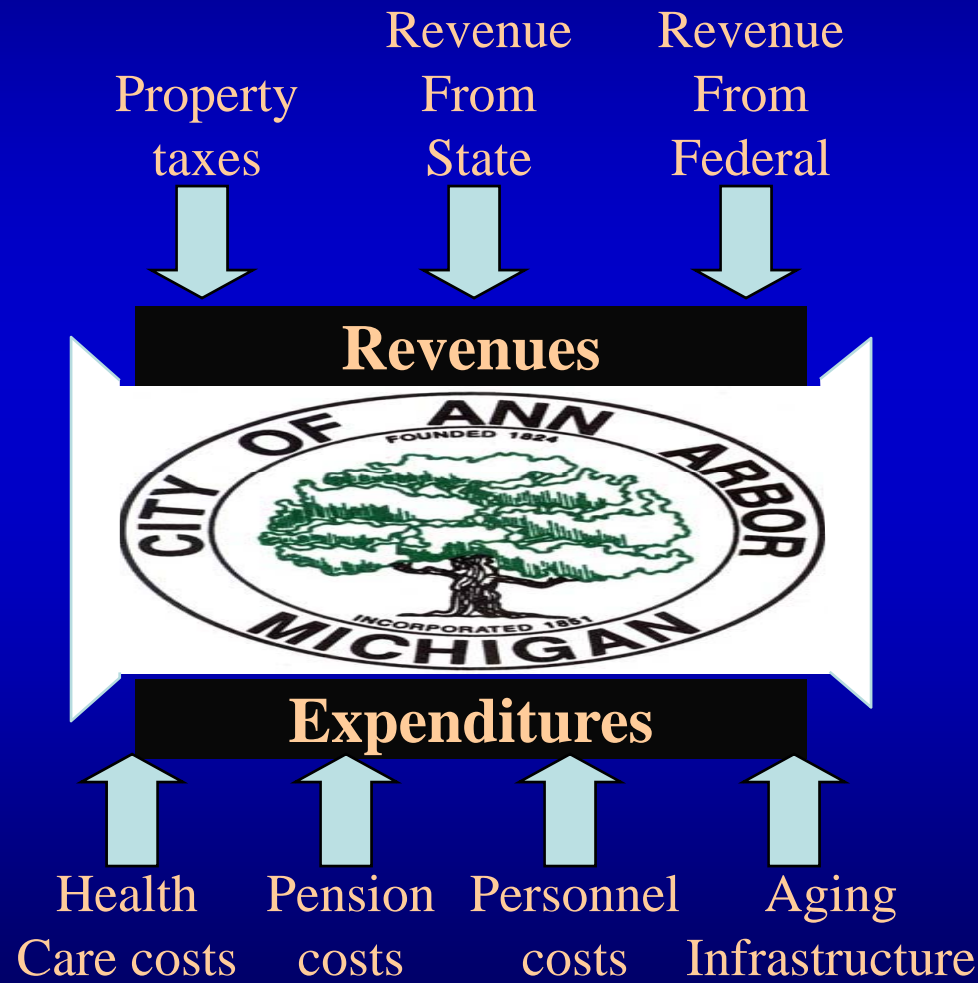 Property
taxes
Revenue
From
State
Revenue
From
Federal
Revenues
CITY OF ANN ARBOR
FOUNDED 1824
INCORPORATED 1851
MICHIGAN
Expenditures
Health
Care costs
Pension
costs
Personnel
costs
Aging
Infrastructure